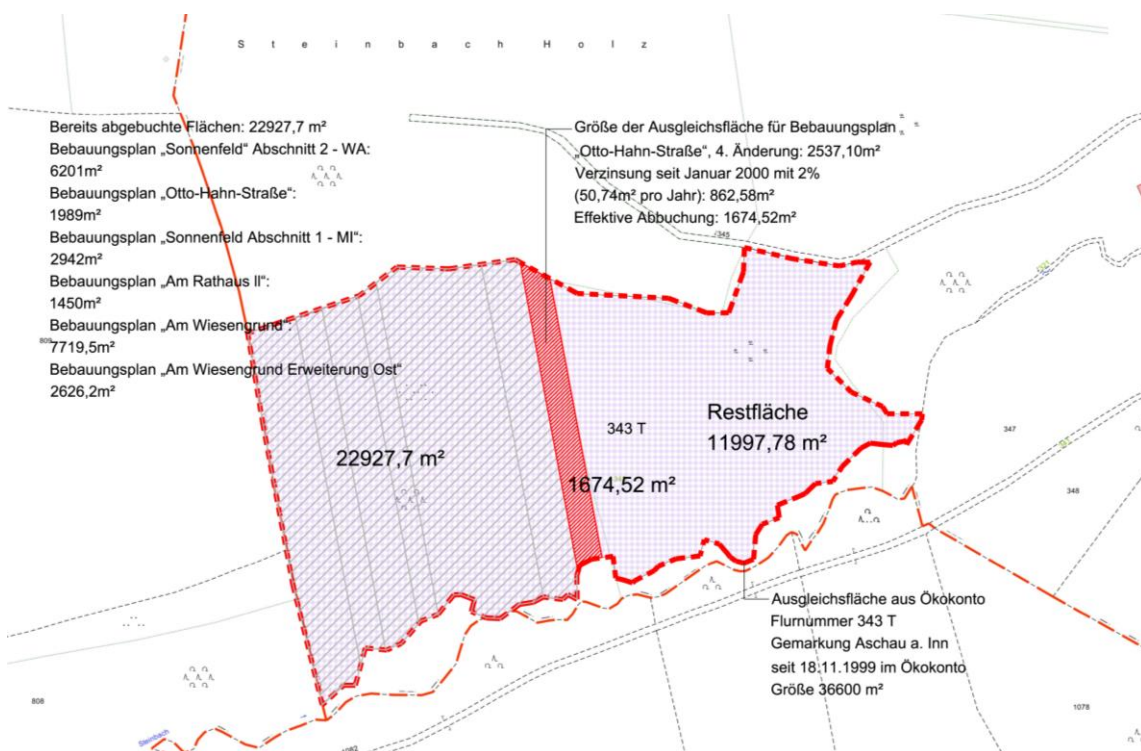 Steinbach Holz
Bereits abgebuchte Flächen: 22927,7 m²
Bebauungsplan „Sonnenfeld“ Abschnitt 2 - WA:
6201m²
Bebauungsplan „Otto-Hahn-Straße“:
1989m²
Bebauungsplan „Sonnenfeld Abschnitt 1 - MI“:
2942m²
Bebauungsplan „Am Rathaus II“:
1450m²
Bebauungsplan „Am Wiesengrund“:
7719,5m²
Bebauungsplan „Am Wiesengrund Erweiterung Ost“
2626,2m²
Größe der Ausgleichsfläche für Bebauungsplan
„Otto-Hahn-Straße“, 4. Änderung: 2537,10m²
Verzinsung seit Januar 2000 mit 2%
(50,74m² pro Jahr): 862,58m²
Effektive Abbuchung: 1674,52m²
345
Restfläche
11997,78 m²
343 T
22927,7 m²
1674,52 m²
347
348
Ausgleichsfläche aus Ökokonto
Flurnummer 343 T
Gemarkung Aschau a. Inn
seit 18.11.1999 im Ökokonto
Größe 36600 m²
808
1078
Steinbach
1082